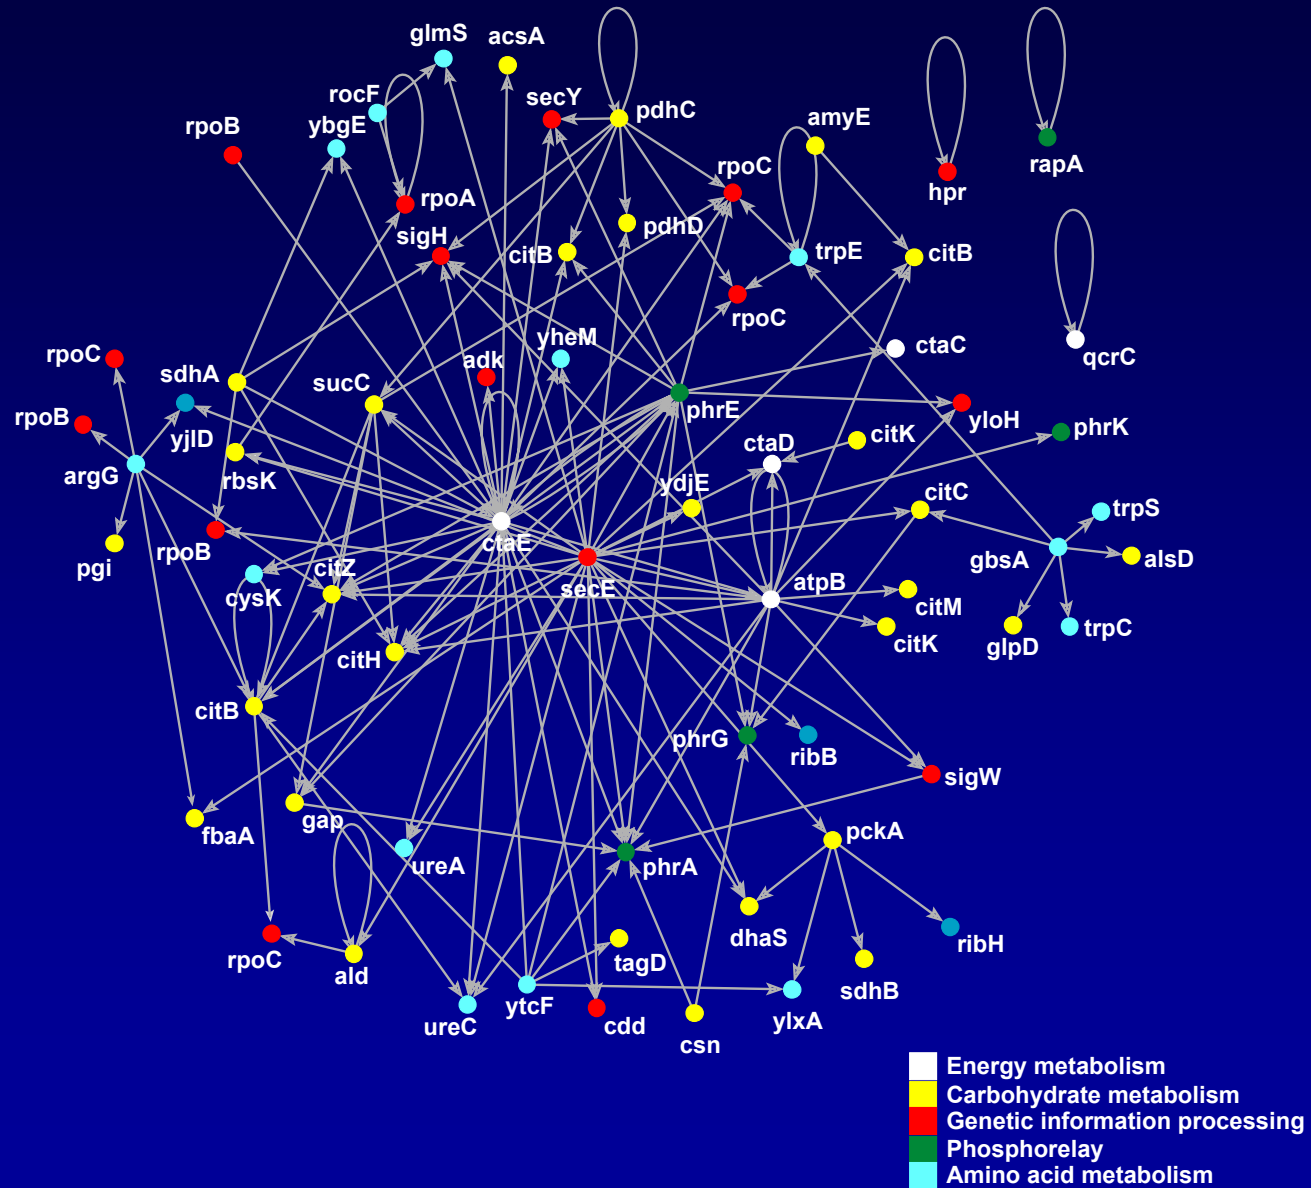 glmS
acsA
rocF
secY
pdhC
amyE
rpoB
ybgE
rpoC
hpr
rapA
rpoA
sigH
citB
pdhD
trpE
citB
rpoC
yheM
ctaC
qcrC
rpoC
sdhA
sucC
adk
phrE
yloH
rpoB
yjlD
rbsK
ctaD
citK
phrK
argG
ydjE
citC
trpS
pgi
rpoB
citZ
ctaE
secE
atpB
gbsA
alsD
cysK
citM
citH
citK
glpD
trpC
citB
phrG
ribB
sigW
fbaA
gap
ureA
phrA
pckA
rpoC
ald
tagD
dhaS
ribH
sdhB
ureC
ytcF
cdd
csn
ylxA
Energy metabolism
Carbohydrate metabolism
Genetic information processing
Phosphorelay
Amino acid metabolism